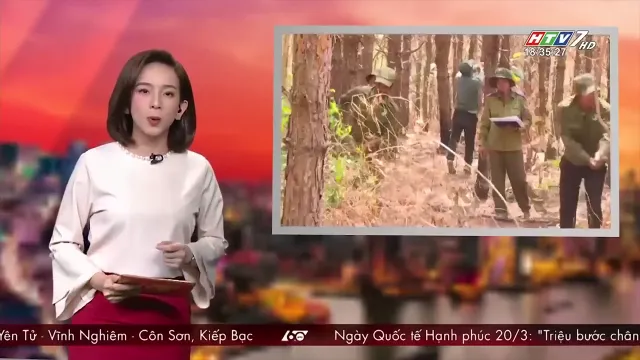 HTV7 HD
18:35:27
Yên Tử - Vĩnh Nghiêm - Côn Sơn, Kiếp Bạc 60 Ngày Quốc tế Hạnh phúc 20/3: "Triệu bước chân